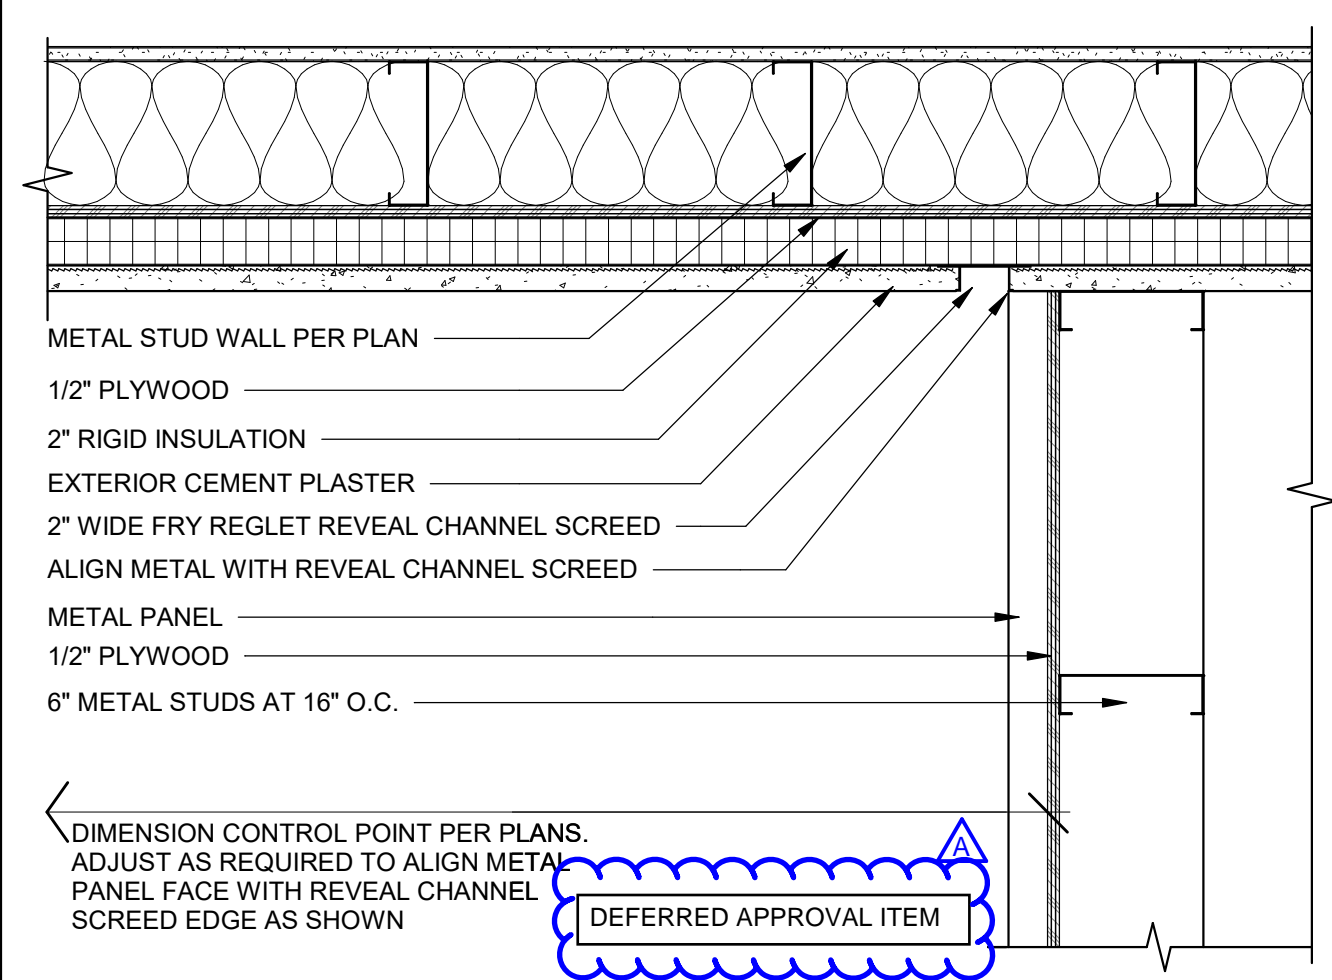 METAL STUD WALL PER PLAN
1/2" PLYWOOD
2" RIGID INSULATION
EXTERIOR CEMENT PLASTER
2" WIDE FRY REGLET REVEAL CHANNEL SCREED
ALIGN METAL WITH REVEAL CHANNEL SCREED
METAL PANEL
1/2" PLYWOOD
6" METAL STUDS AT 16" O.C.
DIMENSION CONTROL POINT PER PLANS.
ADJUST AS REQUIRED TO ALIGN METAL
PANEL FACE WITH REVEAL CHANNEL
SCREED EDGE AS SHOWN
A
DEFERRED APPROVAL ITEM